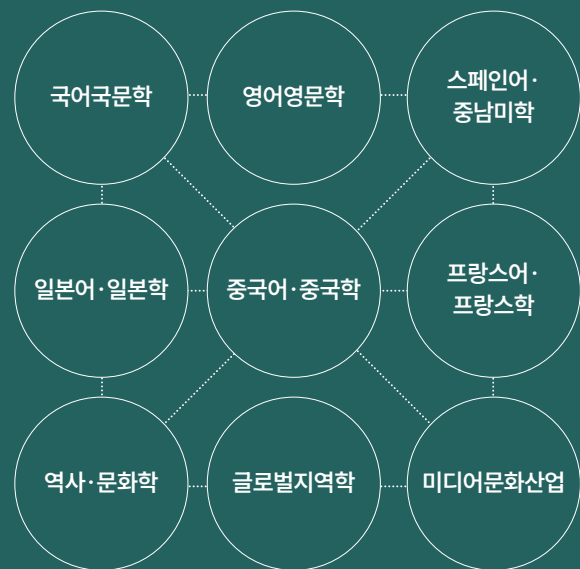 국어국문학
영어영문학
스페인어·
중남미학
일본어·일본학
중국어·중국학
프랑스어·
프랑스학
역사·문화학
글로벌지역학
미디어문화산업